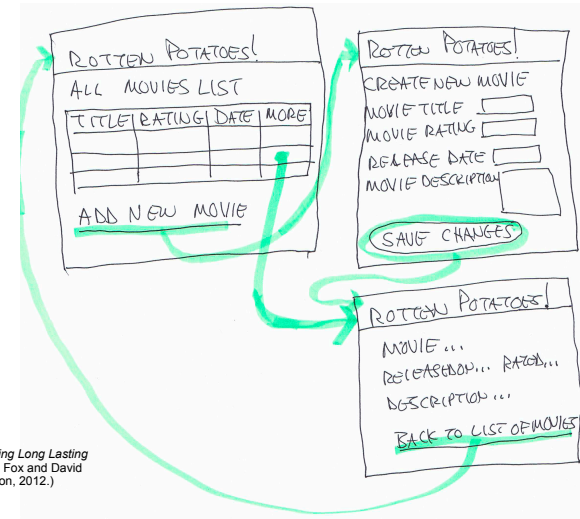 ROTTEN POTATOES!
ALL MOVIES LIST
TITLE RATING DATE MORE
ADD NEW MOVIE
ROTTEN POTATOES!
CREATE NEW MOVIE
MOVIE TITLE
MOVIE RATING
RELEASE DATE
MOVIE DESCRIPTION
SAVE CHANGES
ROTTEN POTATOES!
MOVIE...
RELEASED ON... RATED...
DESCRIPTION...
BACK TO LIST OF MOVIES
ing Long Lasting
Fox and David
on, 2012.)